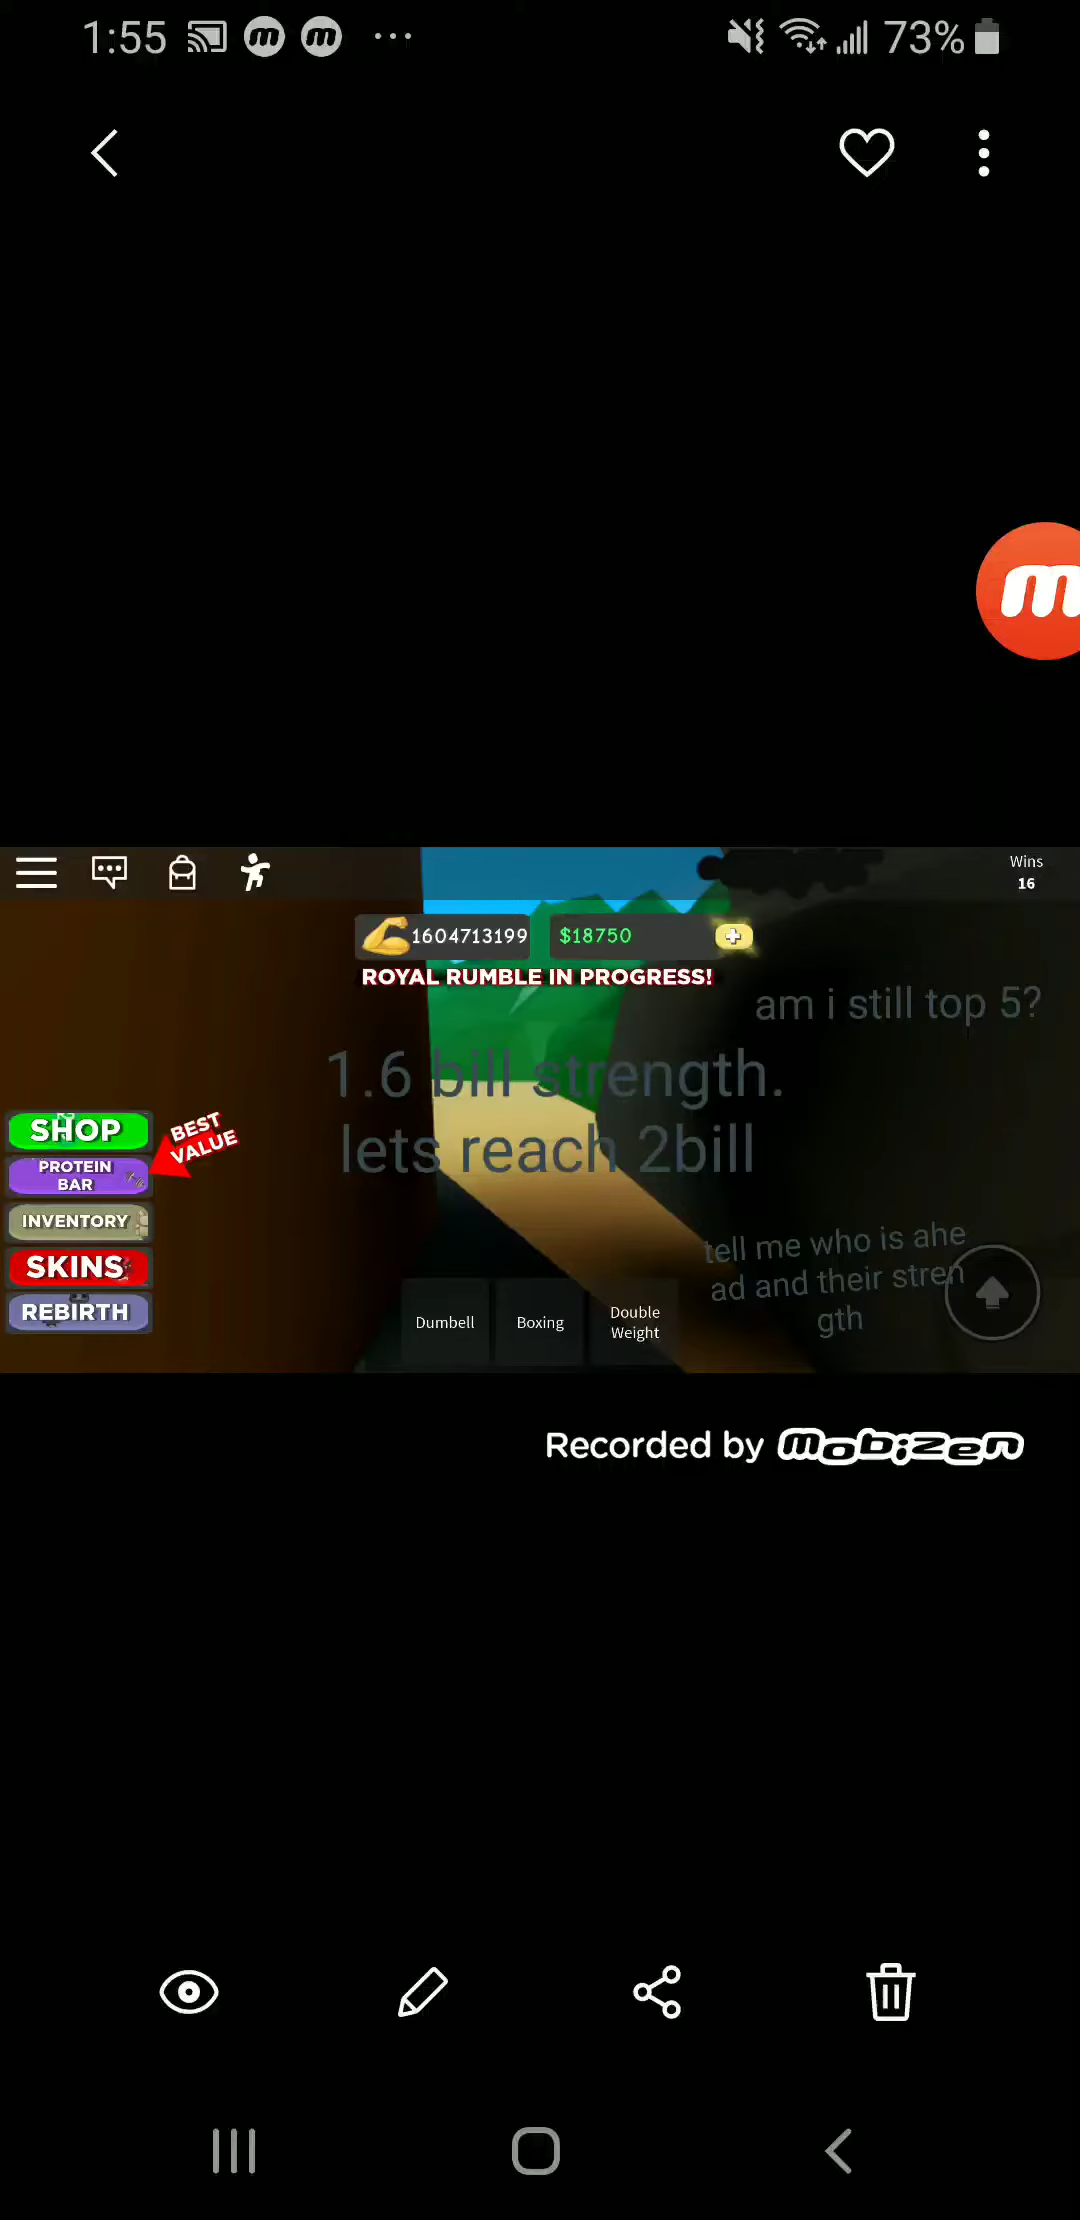 1:55
73%
Wins
16
1604713199
$18750
ROYAL RUMBLE IN PROGRESS!
am i still top 5?
1.6 bill strength.
lets reach 2bill
SHOP
BEST
VALUE
PROTEIN
BAR
INVENTORY
SKINS
REBIRTH
tell me who is ahe
ad and their stren
gth
Dumbell
Boxing
Double
Weight
Recorded by mobizen